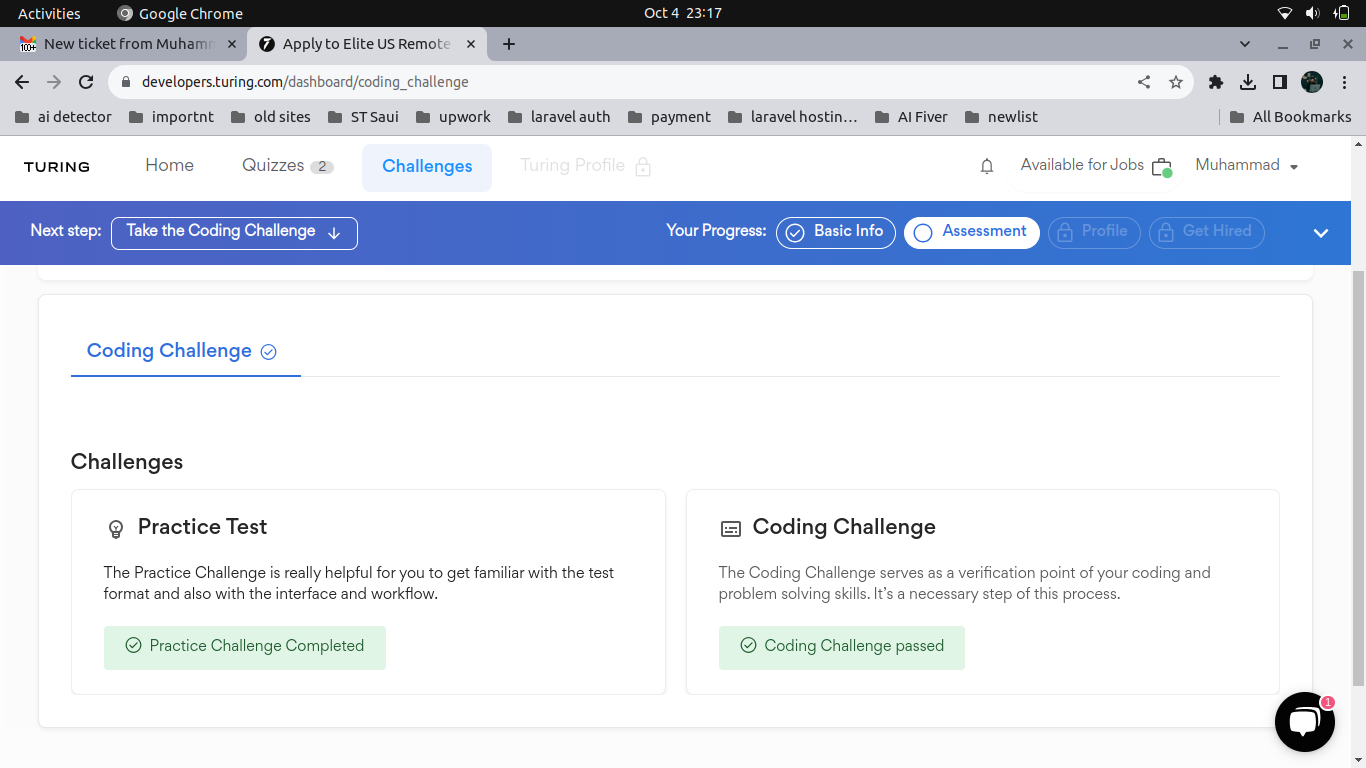 Activities Google Chrome Oct 4 23:17
100+ New ticket from Muhamm Apply to Elite US Remote
developers.turing.com/dashboard/coding_challenge
ai detector importnt old sites ST Saui upwork laravel auth payment laravel hostin... AI Fiver newlist All Bookmarks
TURING Home Quizzes 2 Challenges Turing Profile Available for Jobs Muhammad
Next step: Take the Coding Challenge Your Progress: Basic Info Assessment Profile Get Hired
Coding Challenge
Challenges
Practice Test
The Practice Challenge is really helpful for you to get familiar with the test
format and also with the interface and workflow.
Practice Challenge Completed
Coding Challenge
The Coding Challenge serves as a verification point of your coding and
problem solving skills. It’s a necessary step of this process.
Coding Challenge passed
1